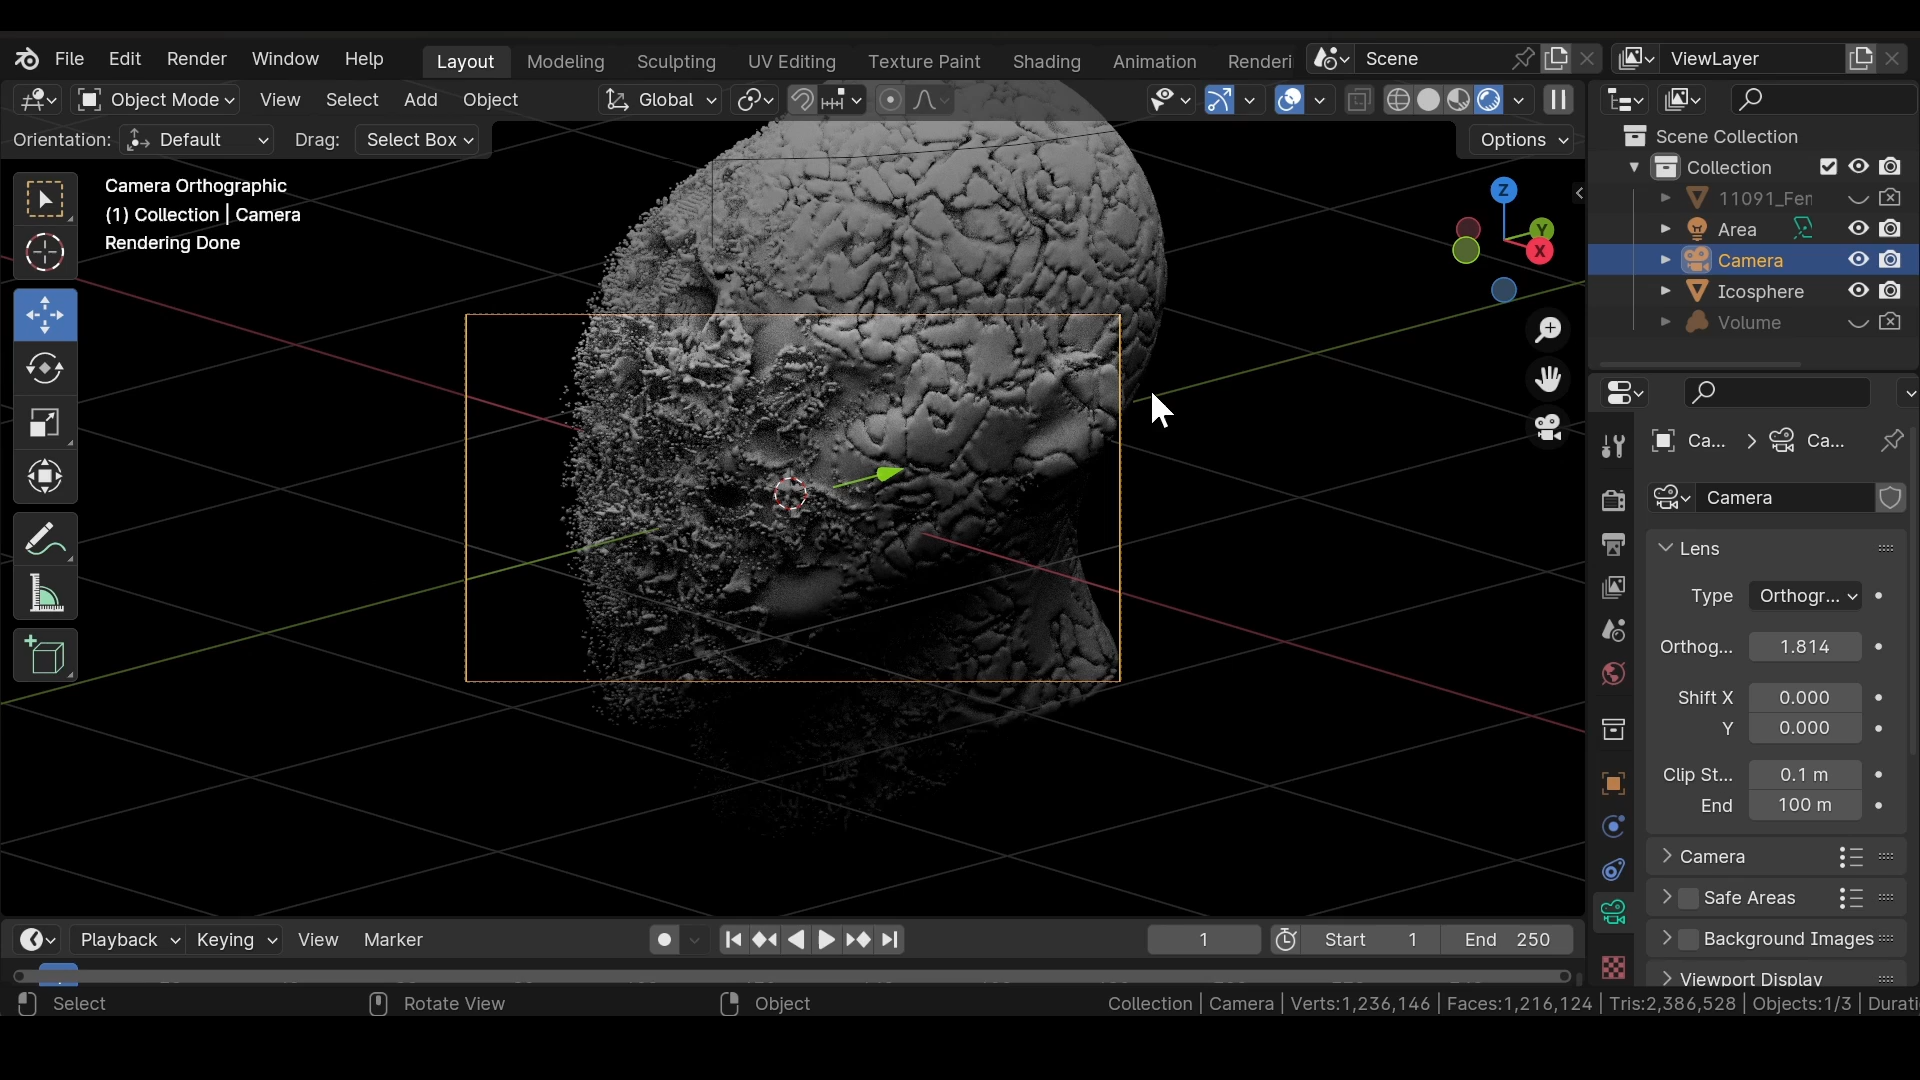 File Edit Render Window Help Layout Modeling Sculpting UV Editing Texture Paint Shading Animation Renderi Scene ViewLayer
Object Mode View Select Add Object Global
Orientation: Default Drag: Select Box Options
Camera Orthographic
(1) Collection | Camera
Rendering Done
Z
Y
X
Scene Collection
Collection
11091_Fer
Area
Camera
Icosphere
Volume
Ca... Ca...
Camera
Lens
Type Orthogr...
Orthog... 1.814
Shift X 0.000
Y 0.000
Clip St... 0.1 m
End 100 m
Camera
Safe Areas
Background Images
Viewport Display
Playback Keying View Marker 1 Start 1 End 250
Select Rotate View Object Collection | Camera | Verts:1,236,146 | Faces:1,216,124 | Tris:2,386,528 | Objects:1/3 | Durati